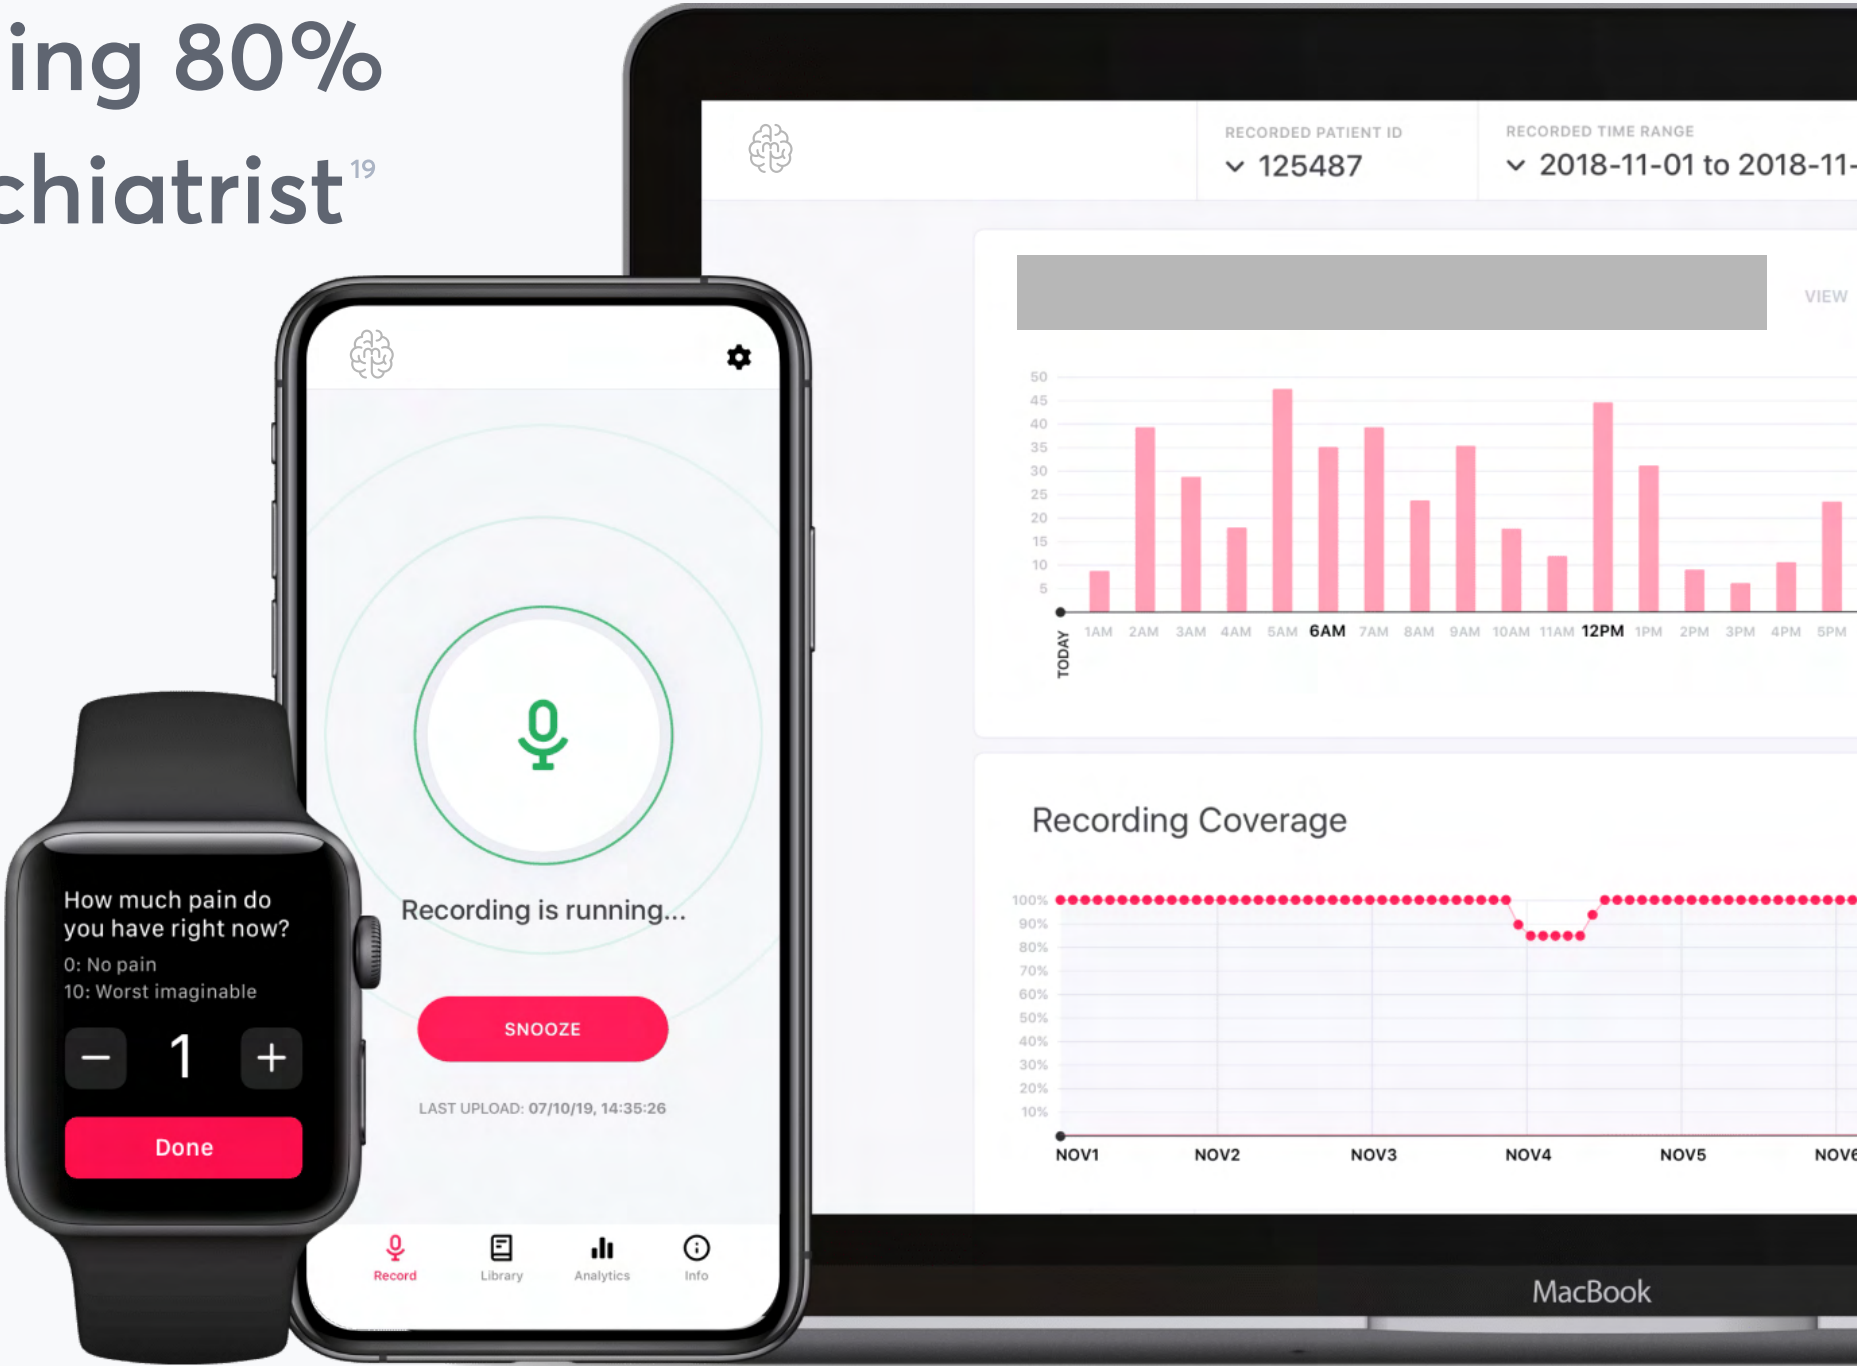 ing 80%
chiatrist 19
RECORDED PATIENT ID
125487
RECORDED TIME RANGE
2018-11-01 to 2018-11-
VIEW
50
45
40
35
30
25
20
15
10
5
TODAY
1AM 2AM 3AM 4AM 5AM 6AM 7AM 8AM 9AM 10AM 11AM 12PM 1PM 2PM 3PM 4PM 5PM
Recording Coverage
100%
90%
80%
70%
60%
50%
40%
30%
20%
10%
NOV1 NOV2 NOV3 NOV4 NOV5 NOV6
MacBook
Recording is running...
SNOOZE
LAST UPLOAD: 07/10/19, 14:35:26
Record Library Analytics Info
How much pain do
you have right now?
0: No pain
10: Worst imaginable
− 1 +
Done